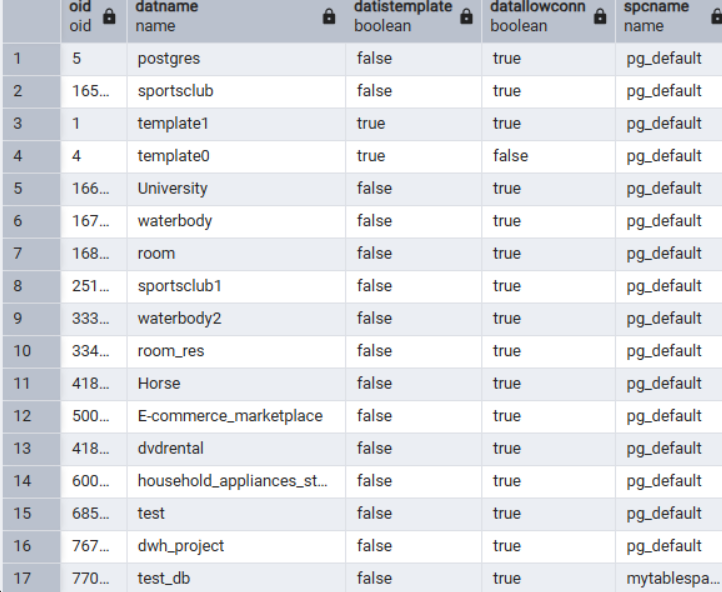 oid datname datistemplate datallowconn spcname
oid name boolean boolean name
1 5 postgres false true pg_default
2 165... sportsclub false true pg_default
3 1 template1 true true pg_default
4 4 template0 true false pg_default
5 166... University false true pg_default
6 167... waterbody false true pg_default
7 168... room false true pg_default
8 251... sportsclub1 false true pg_default
9 333... waterbody2 false true pg_default
10 334... room_res false true pg_default
11 418... Horse false true pg_default
12 500... E-commerce_marketplace false true pg_default
13 418... dvdrental false true pg_default
14 600... household_appliances_st... false true pg_default
15 685... test false true pg_default
16 767... dwh_project false true pg_default
17 770... test_db false true mytablespa...